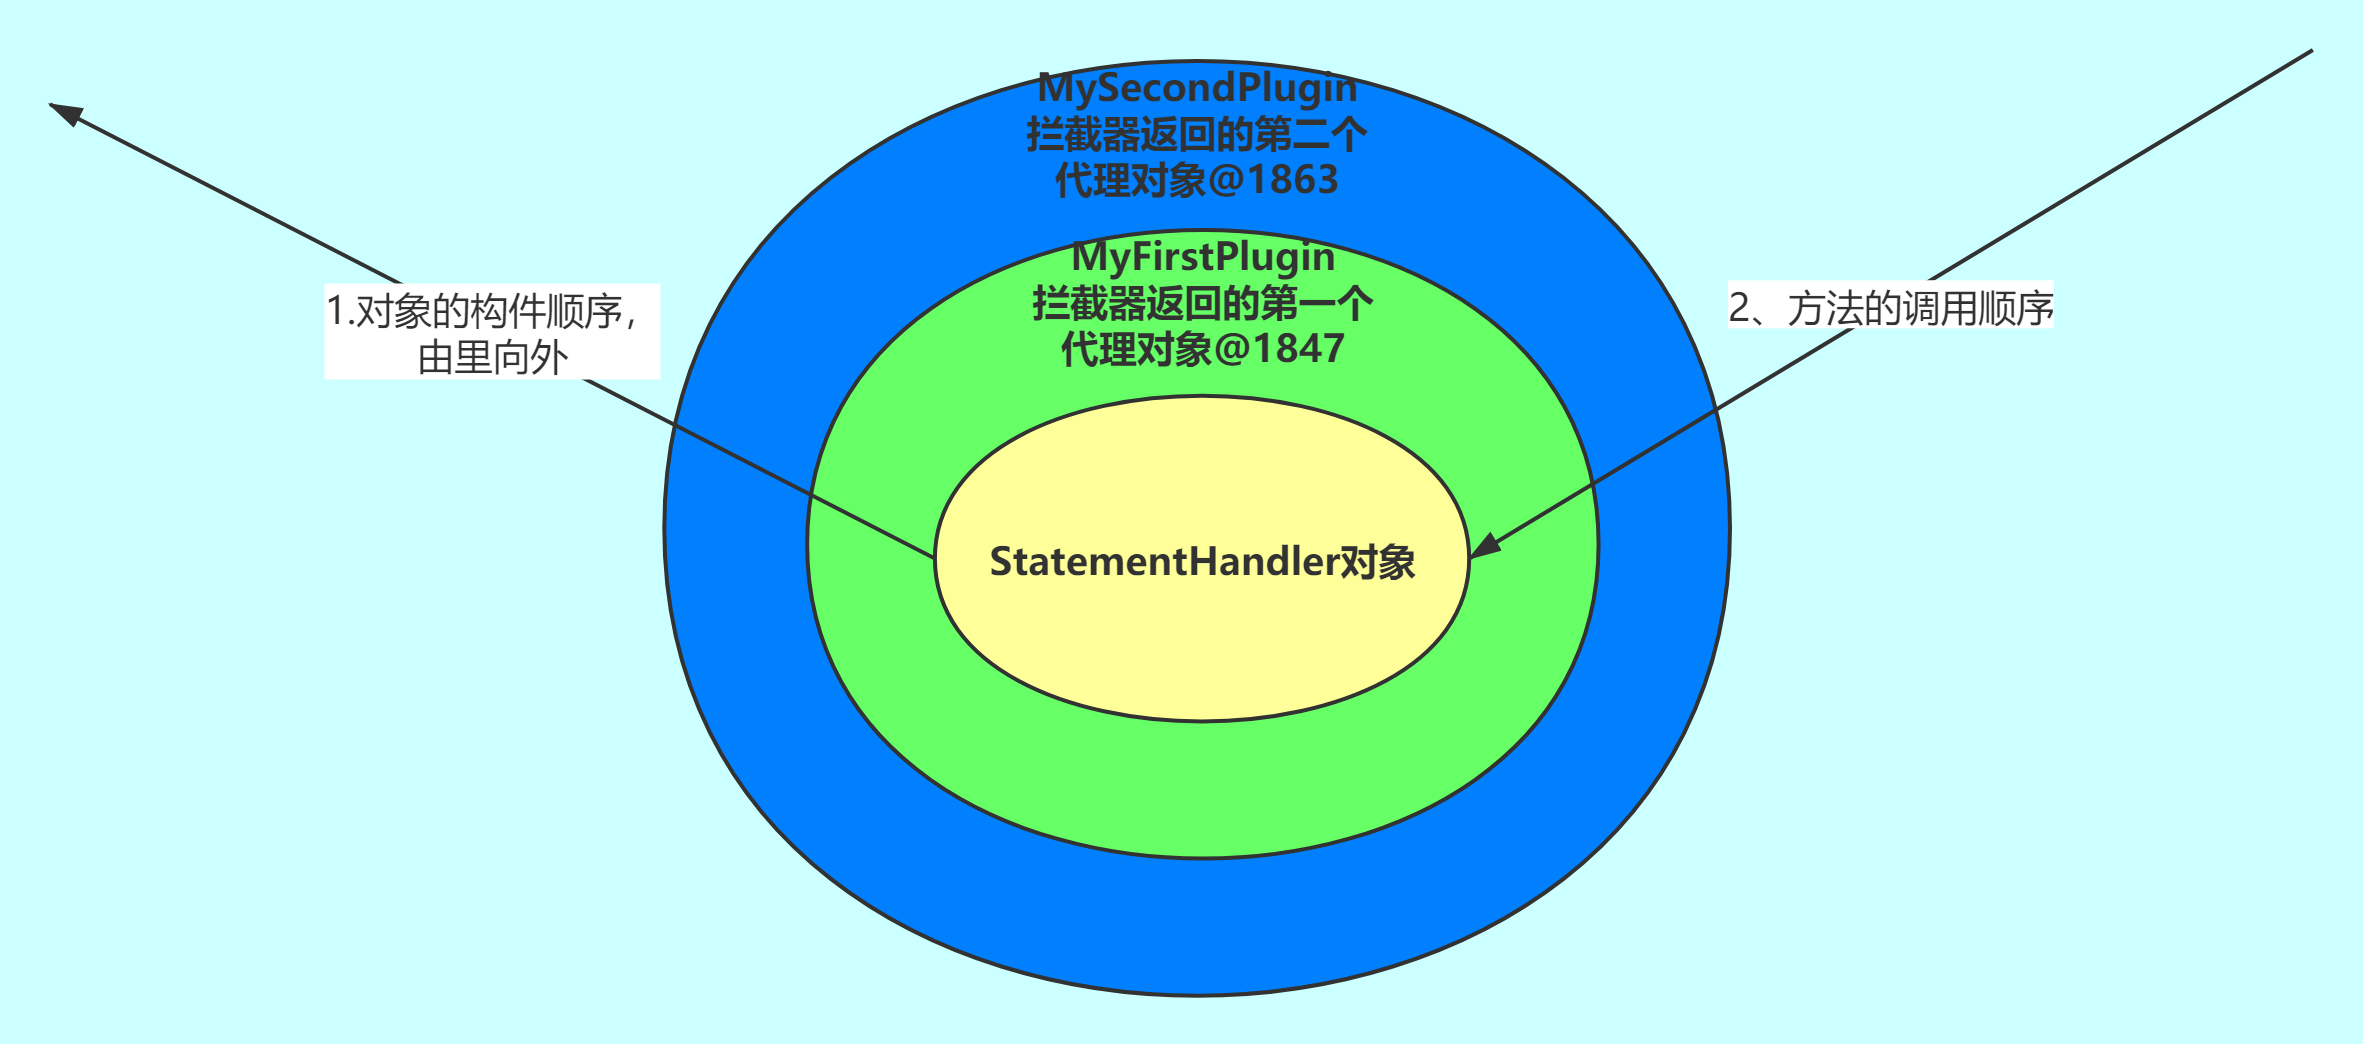 MySecondPlugin
拦截器返回的第二个
代理对象@1863
MyFirstPlugin
拦截器返回的第一个
代理对象@1847
1.对象的构件顺序，
由里向外
2、方法的调用顺序
StatementHandler对象